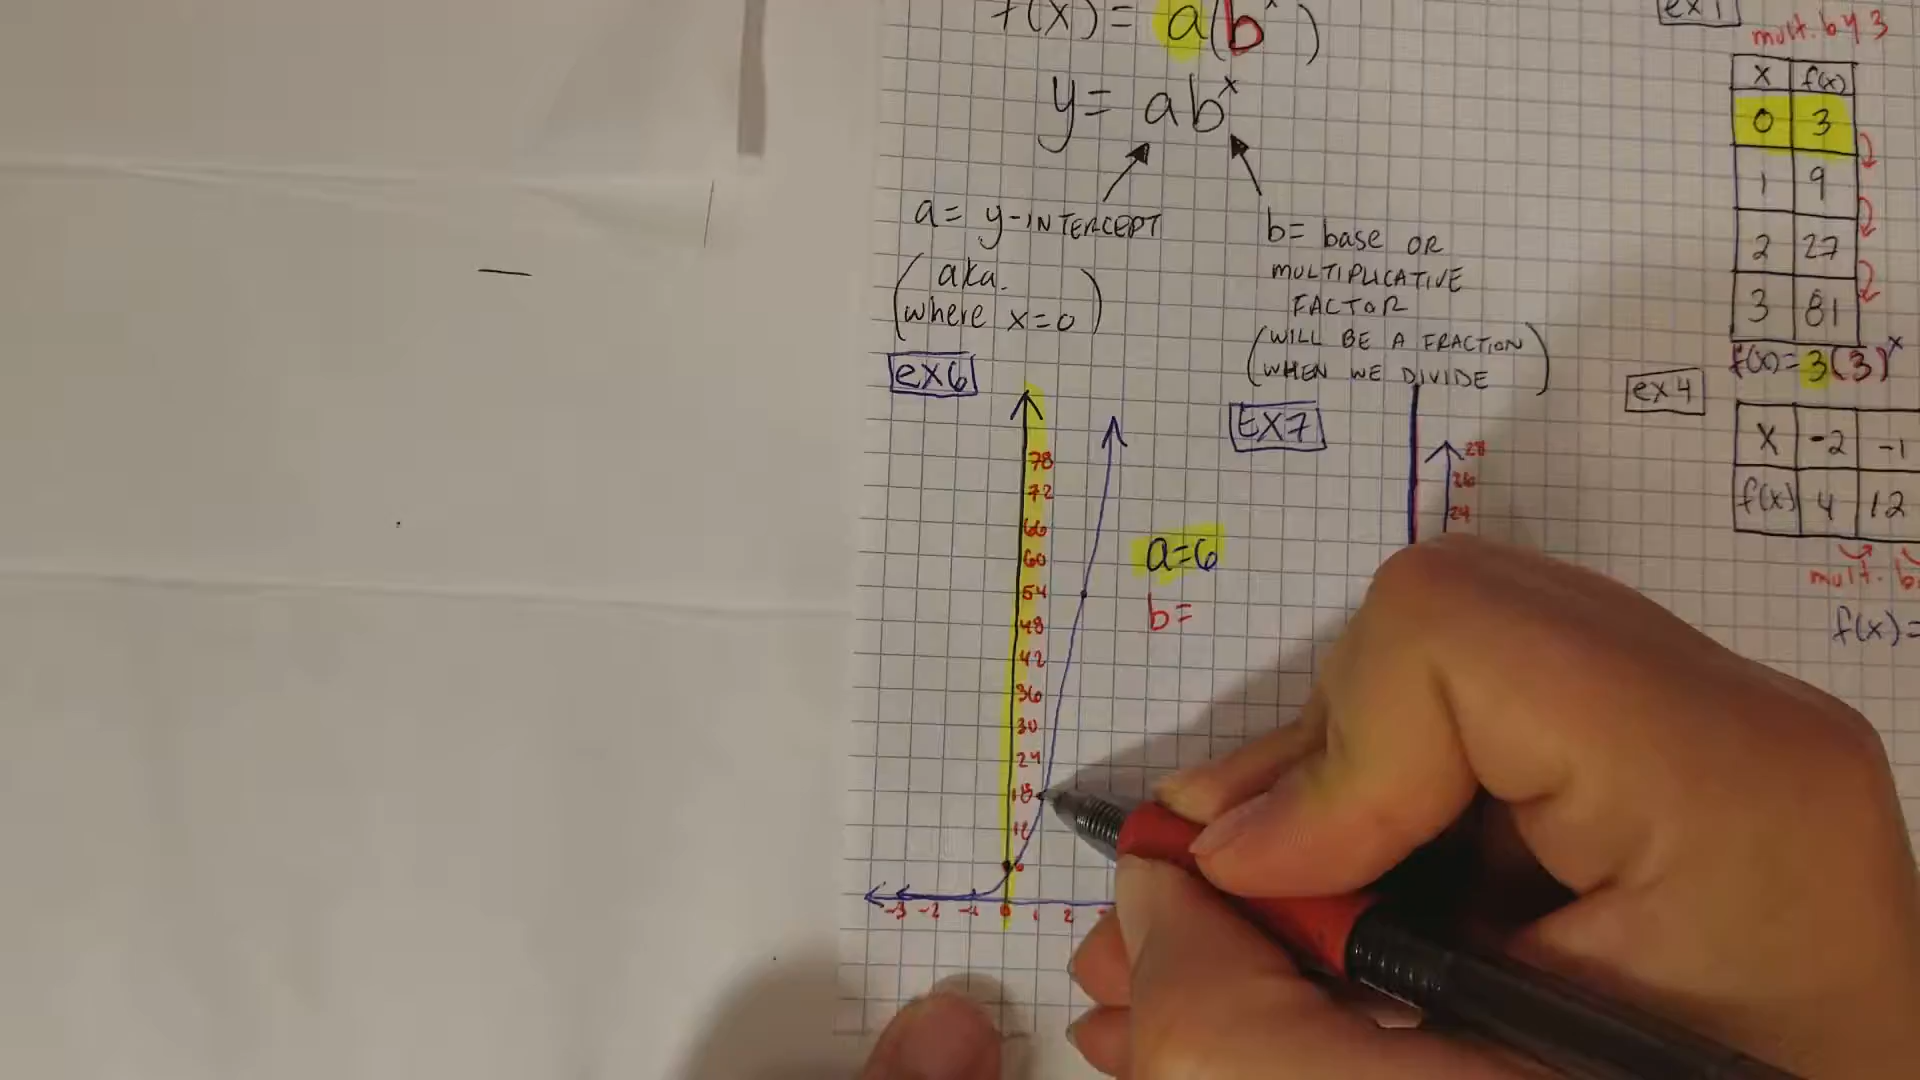 f(x) = a(b^x)
y = ab^x
a = y-INTERCEPT
(aka.
where x=0)
b= base OR
MULTIPLICATIVE
FACTOR
(WILL BE A FRACTION
WHEN WE DIVIDE)
ex6
78
72
66
60
54
48
42
36
30
24
18
12
6
-3 -2 -1 0 1 2
a=6
b=
EX7
28
26
24
ex1
mult. by 3
x f(x)
0 3
1 9
2 27
3 81
f(x)=3(3)^x
ex4
x -2 -1
f(x) 4 12
mult.
f(x)=